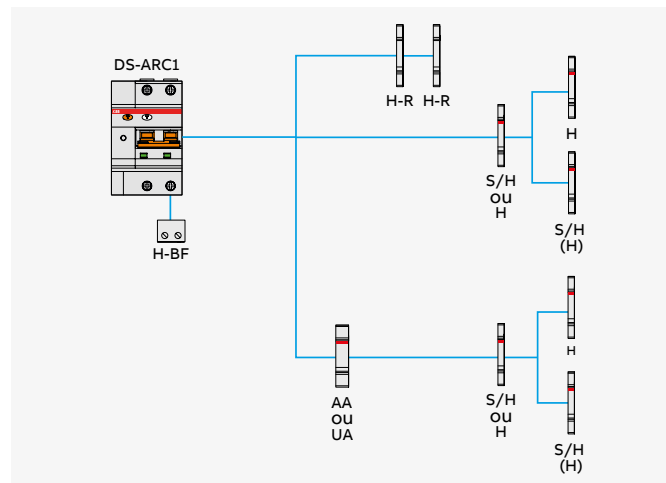 DS-ARC1
H-R H-R
H
S/H
ou
H
S/H
(H)
H-BF
H
AA
ou
UA
S/H
ou
H
S/H
(H)